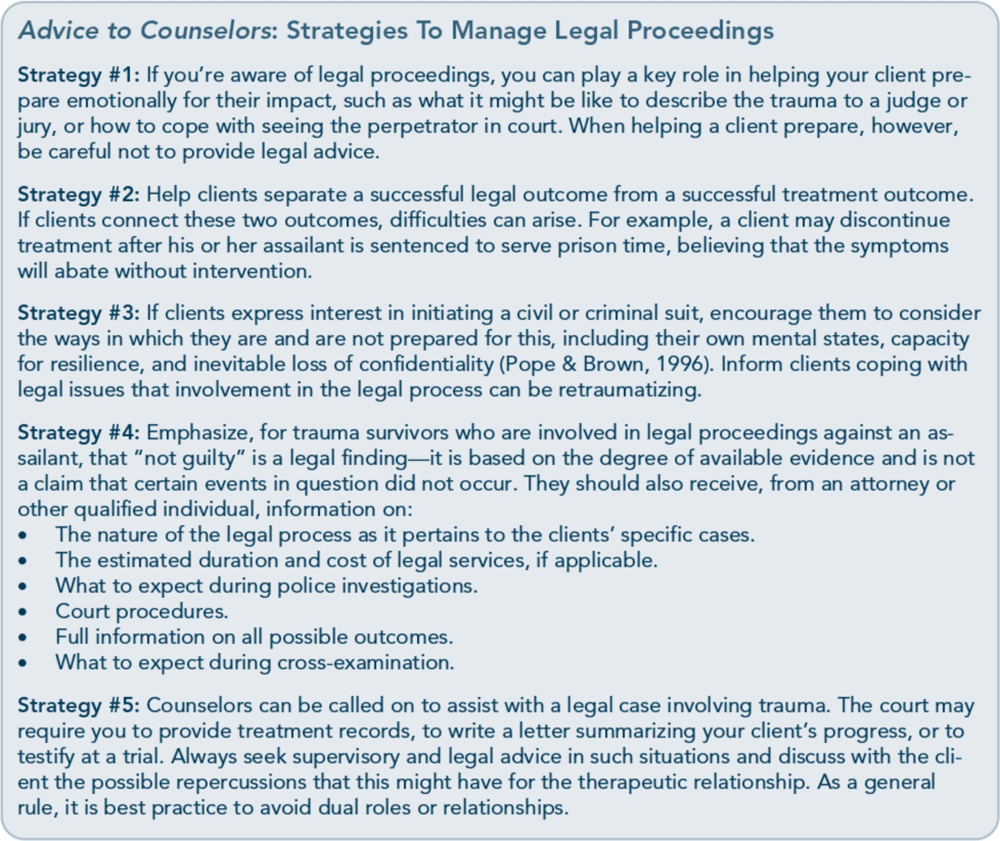 Advice to Counselors: Strategies To Manage Legal Proceedings
Strategy #1: If you’re aware of legal proceedings, you can play a key role in helping your client pre-
pare emotionally for their impact, such as what it might be like to describe the trauma to a judge or
jury, or how to cope with seeing the perpetrator in court. When helping a client prepare, however,
be careful not to provide legal advice.
Strategy #2: Help clients separate a successful legal outcome from a successful treatment outcome.
If clients connect these two outcomes, difficulties can arise. For example, a client may discontinue
treatment after his or her assailant is sentenced to serve prison time, believing that the symptoms
will abate without intervention.
Strategy #3: If clients express interest in initiating a civil or criminal suit, encourage them to consider
the ways in which they are and are not prepared for this, including their own mental states, capacity
for resilience, and inevitable loss of confidentiality (Pope & Brown, 1996). Inform clients coping with
legal issues that involvement in the legal process can be retraumatizing.
Strategy #4: Emphasize, for trauma survivors who are involved in legal proceedings against an as-
sailant, that “not guilty” is a legal finding—it is based on the degree of available evidence and is not
a claim that certain events in question did not occur. They should also receive, from an attorney or
other qualified individual, information on:
• The nature of the legal process as it pertains to the clients’ specific cases.
• The estimated duration and cost of legal services, if applicable.
• What to expect during police investigations.
• Court procedures.
• Full information on all possible outcomes.
• What to expect during cross-examination.
Strategy #5: Counselors can be called on to assist with a legal case involving trauma. The court may
require you to provide treatment records, to write a letter summarizing your client’s progress, or to
testify at a trial. Always seek supervisory and legal advice in such situations and discuss with the cli-
ent the possible repercussions that this might have for the therapeutic relationship. As a general
rule, it is best practice to avoid dual roles or relationships.